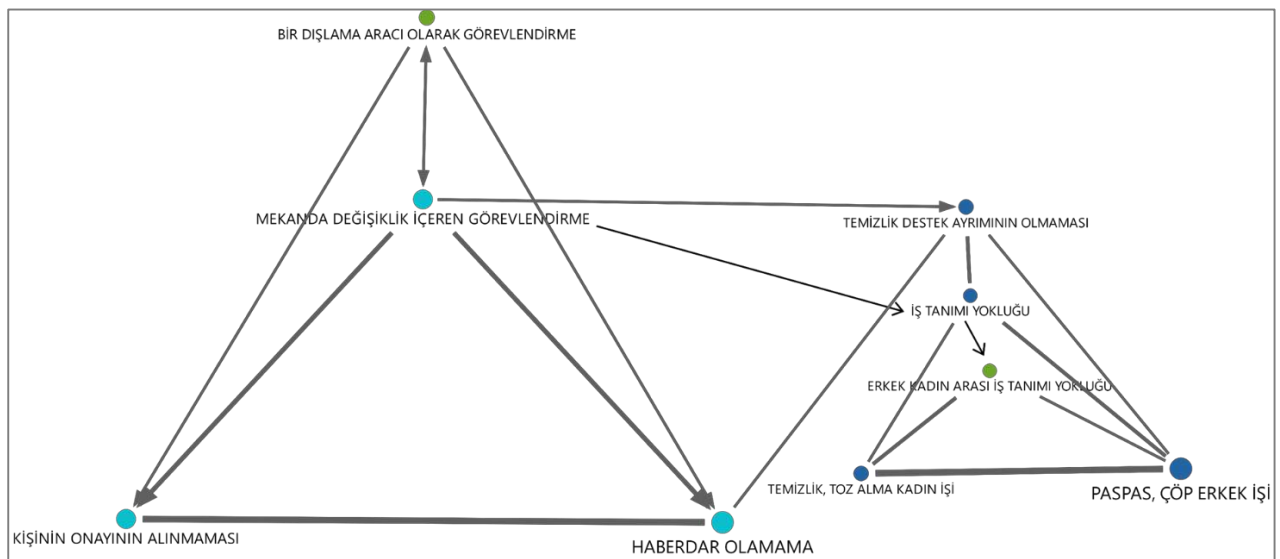 BİR DIŞLAMA ARACI OLARAK GÖREVLENDİRME
MEKANDA DEĞİŞİKLİK İÇEREN GÖREVLENDİRME
TEMİZLİK DESTEK AYRIMININ OLMAMASI
İŞ TANIMI YOKLUĞU
ERKEK KADIN ARASI İŞ TANIMI YOKLUĞU
TEMİZLİK, TOZ ALMA KADIN İŞİ
PASPAS, ÇÖP ERKEK İŞİ
KİŞİNİN ONAYININ ALINMAMASI
HABERDAR OLAMAMA